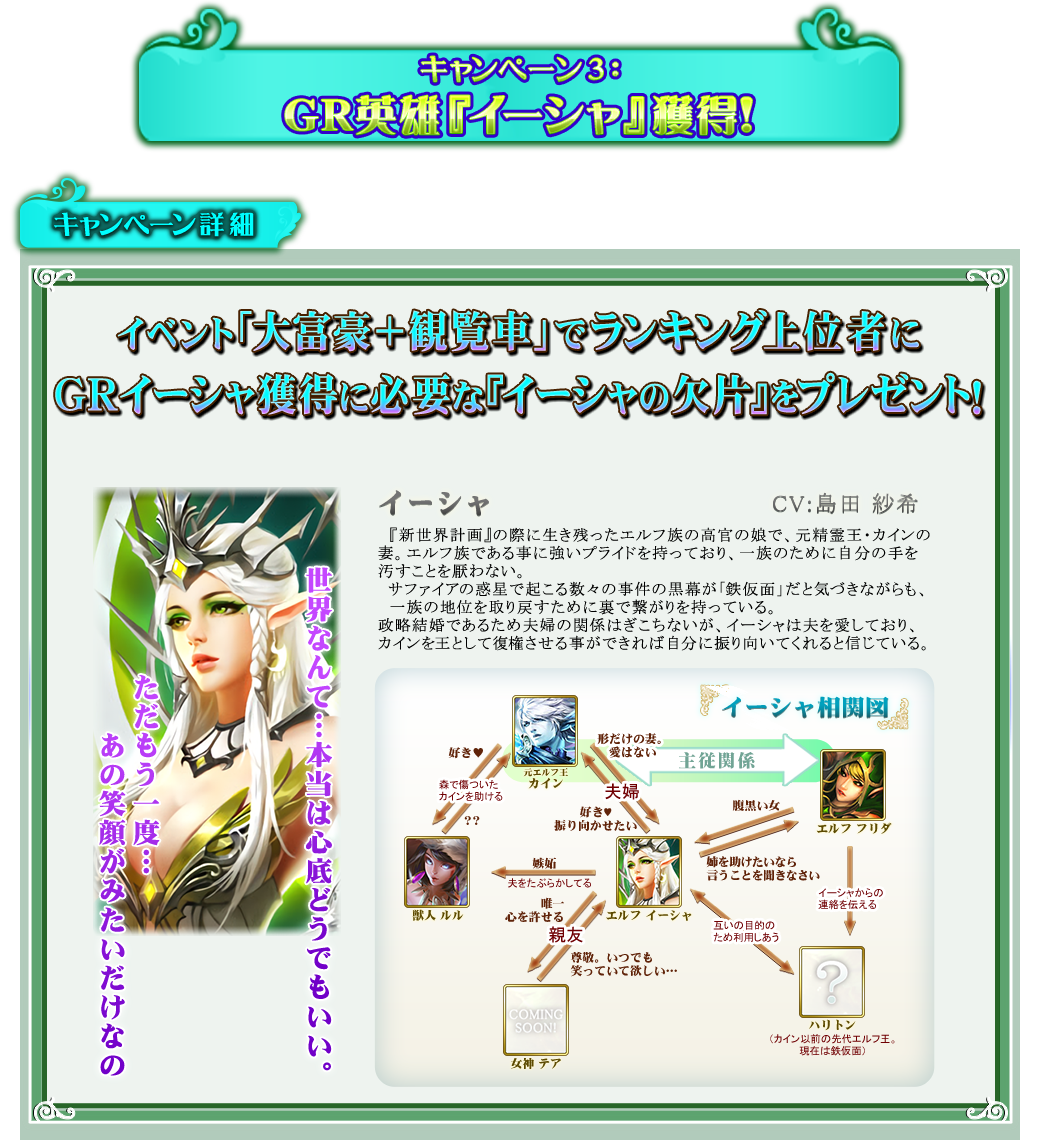 キャンペーン3:
GR英雄『イーシャ』獲得!
キャンペーン詳細
イベント「大富豪+観覧車」でランキング上位者に
GRイーシャ獲得に必要な『イーシャの欠片』をプレゼント!
世界なんて…本当は心底どうでもいい。
ただもう一度…
あの笑顔がみたいだけなの
イーシャ
CV:島田 紗希
『新世界計画』の際に生き残ったエルフ族の高官の娘で、元精霊王・カインの
妻。エルフ族である事に強いプライドを持っており、一族のために自分の手を
汚すことを厭わない。
サファイアの惑星で起こる数々の事件の黒幕が「鉄仮面」だと気づきながらも、
一族の地位を取り戻すために裏で繋がりを持っている。
政略結婚であるため夫婦の関係はぎこちないが、イーシャは夫を愛しており、
カインを王として復権させる事ができれば自分に振り向いてくれると信じている。
イーシャ相関図
好き♥
元エルフ王
カイン
形だけの妻。
愛はない
主従関係
森で傷ついた
カインを助ける
??
夫婦
好き♥
振り向かせたい
腹黒い女
エルフ フリダ
嫉妬
夫をたぶらかしてる
姉を助けたいなら
言うことを聞きなさい
獣人 ルル
唯一
心を許せる
エルフ イーシャ
イーシャからの
連絡を伝える
親友
互いの目的の
ため利用しあう
尊敬。いつでも
笑っていて欲しい…
COMING
SOON!
女神 テア
?
ハリトン
(カイン以前の先代エルフ王。
現在は鉄仮面)